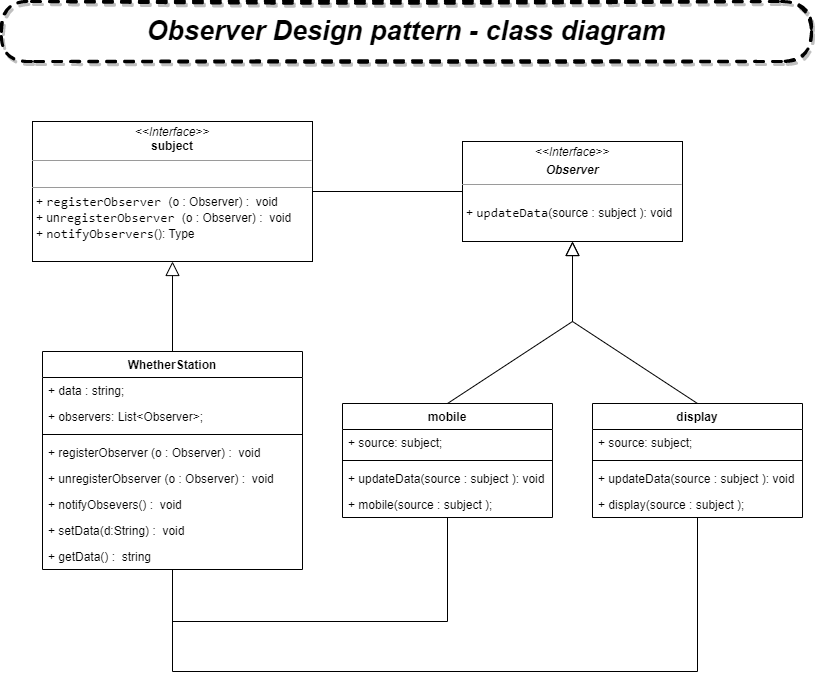 Observer Design pattern - class diagram
<<Interface>>
subject
+ registerObserver (o : Observer) : void
+ unregisterObserver (o : Observer) : void
+ notifyObservers(): Type
<<Interface>>
Observer
+ updateData(source : subject ): void
WhetherStation
+ data : string;
+ observers: List<Observer>;
+ registerObserver (o : Observer) : void
+ unregisterObserver (o : Observer) : void
+ notifyObsevers() : void
+ setData(d:String) : void
+ getData() : string
mobile
+ source: subject;
+ updateData(source : subject ): void
+ mobile(source : subject );
display
+ source: subject;
+ updateData(source : subject ): void
+ display(source : subject );